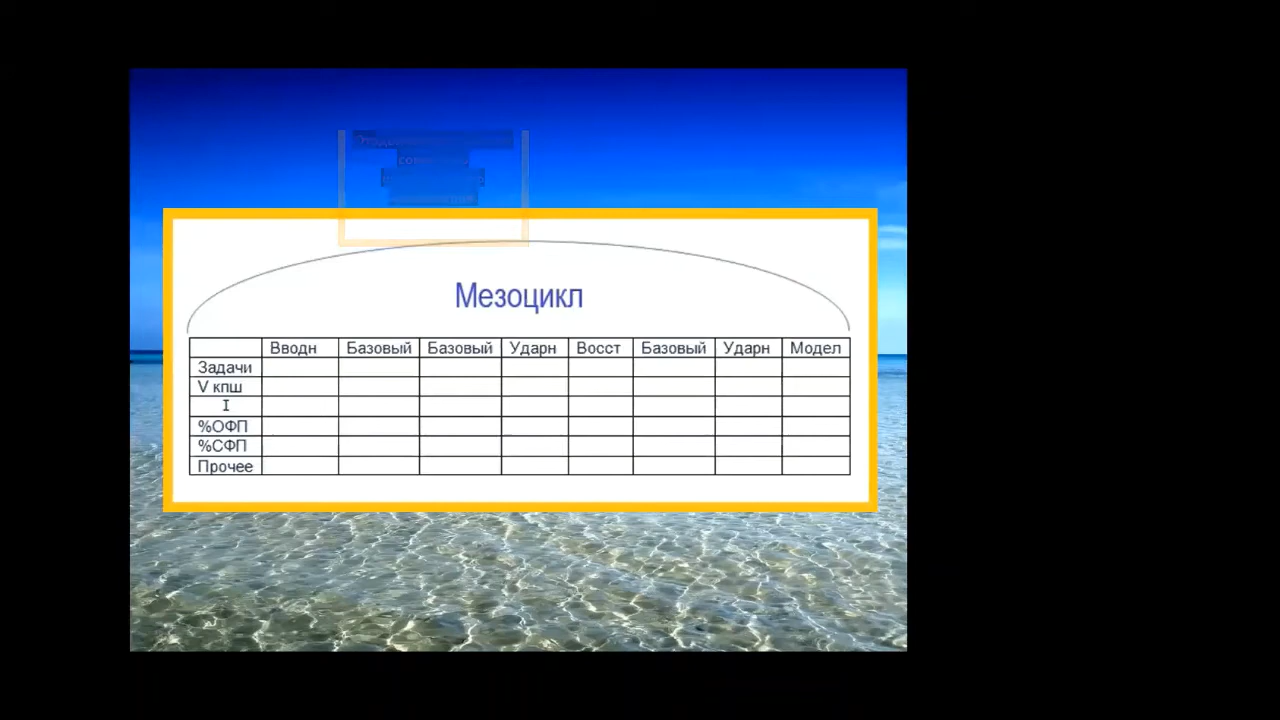 Мезоцикл
Вводн Базовый Базовый Ударн Восст Базовый Ударн Модел
Задачи
V кпш
I
%ОФП
%СФП
Прочее